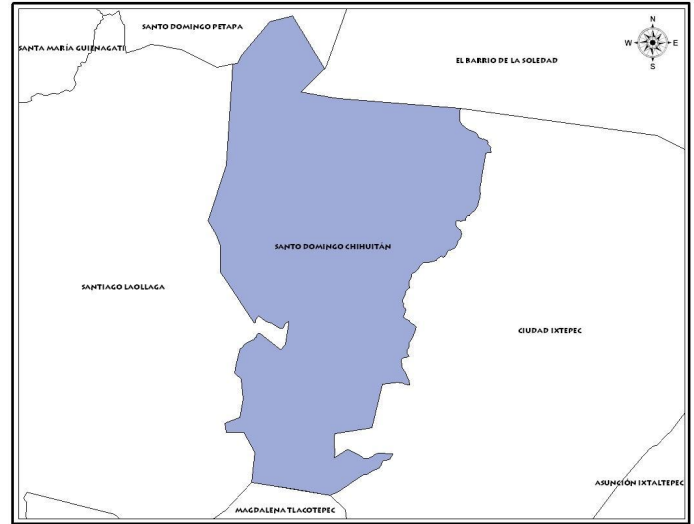 SANTO DOMINGO PETAPA
SANTA MARÍA GUIENAGATI
EL BARRIO DE LA SOLEDAD
N
W
E
S
SANTO DOMINGO CHIHUITÁN
SANTIAGO LAOLLAGA
CIUDAD IXTEPEC
ASUNCIÓN IXTALTEPEC
MAGDALENA TLACOTEPEC